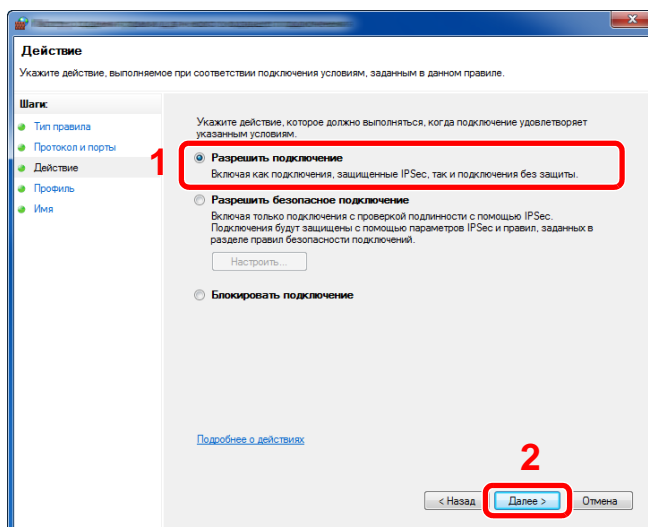 Действие
Укажите действие, выполняемое при соответствии подключения условиям, заданным в данном правиле.
Шаги:
Тип правила
Протокол и порты
Действие
Профиль
Имя
Укажите действие, которое должно выполняться, когда подключение удовлетворяет
указанным условиям.
1
Разрешить подключение
Включая как подключения, защищенные IPSec, так и подключения без защиты.
Разрешить безопасное подключение
Включая только подключения с проверкой подлинности с помощью IPSec.
Подключения будут защищены с помощью параметров IPSec и правил, заданных в
разделе правил безопасности подключений.
Настроить...
Блокировать подключение
Подробнее о действиях
2
< Назад
Далее >
Отмена